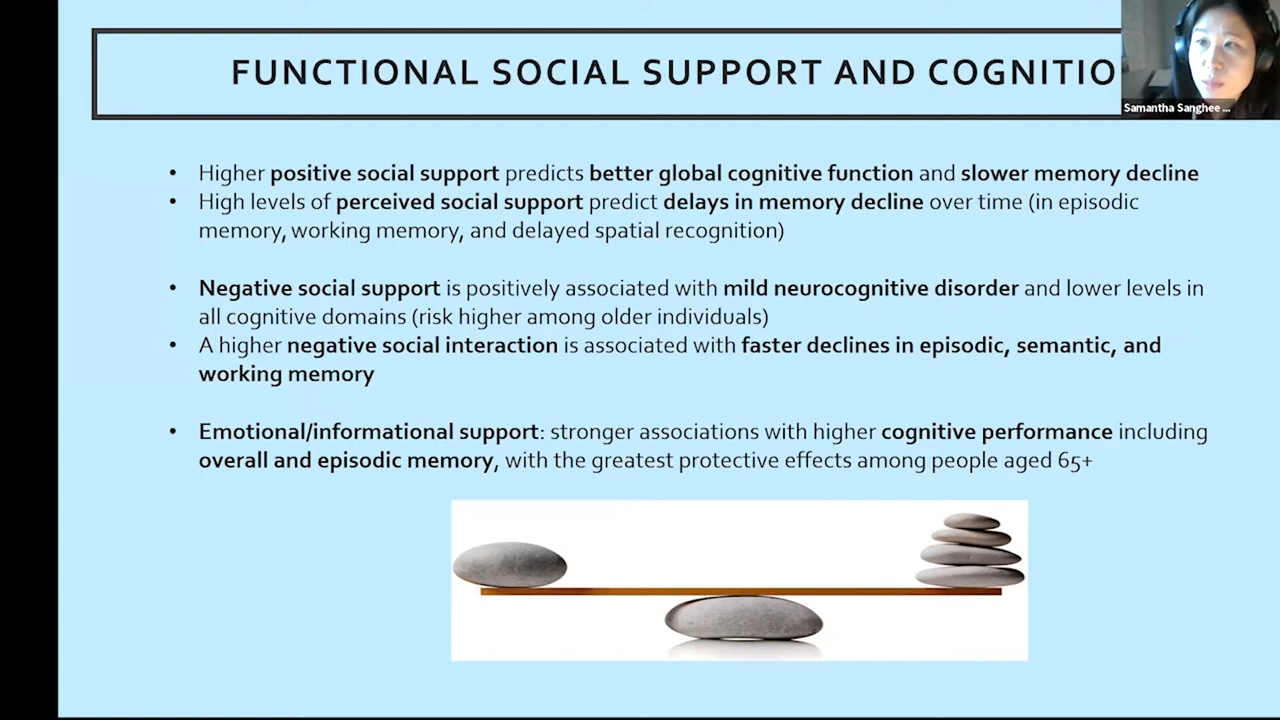 FUNCTIONAL SOCIAL SUPPORT AND COGNITIO
Samantha Sanghee ...
• Higher positive social support predicts better global cognitive function and slower memory decline
• High levels of perceived social support predict delays in memory decline over time (in episodic
memory, working memory, and delayed spatial recognition)
• Negative social support is positively associated with mild neurocognitive disorder and lower levels in
all cognitive domains (risk higher among older individuals)
• A higher negative social interaction is associated with faster declines in episodic, semantic, and
working memory
• Emotional/informational support: stronger associations with higher cognitive performance including
overall and episodic memory, with the greatest protective effects among people aged 65+